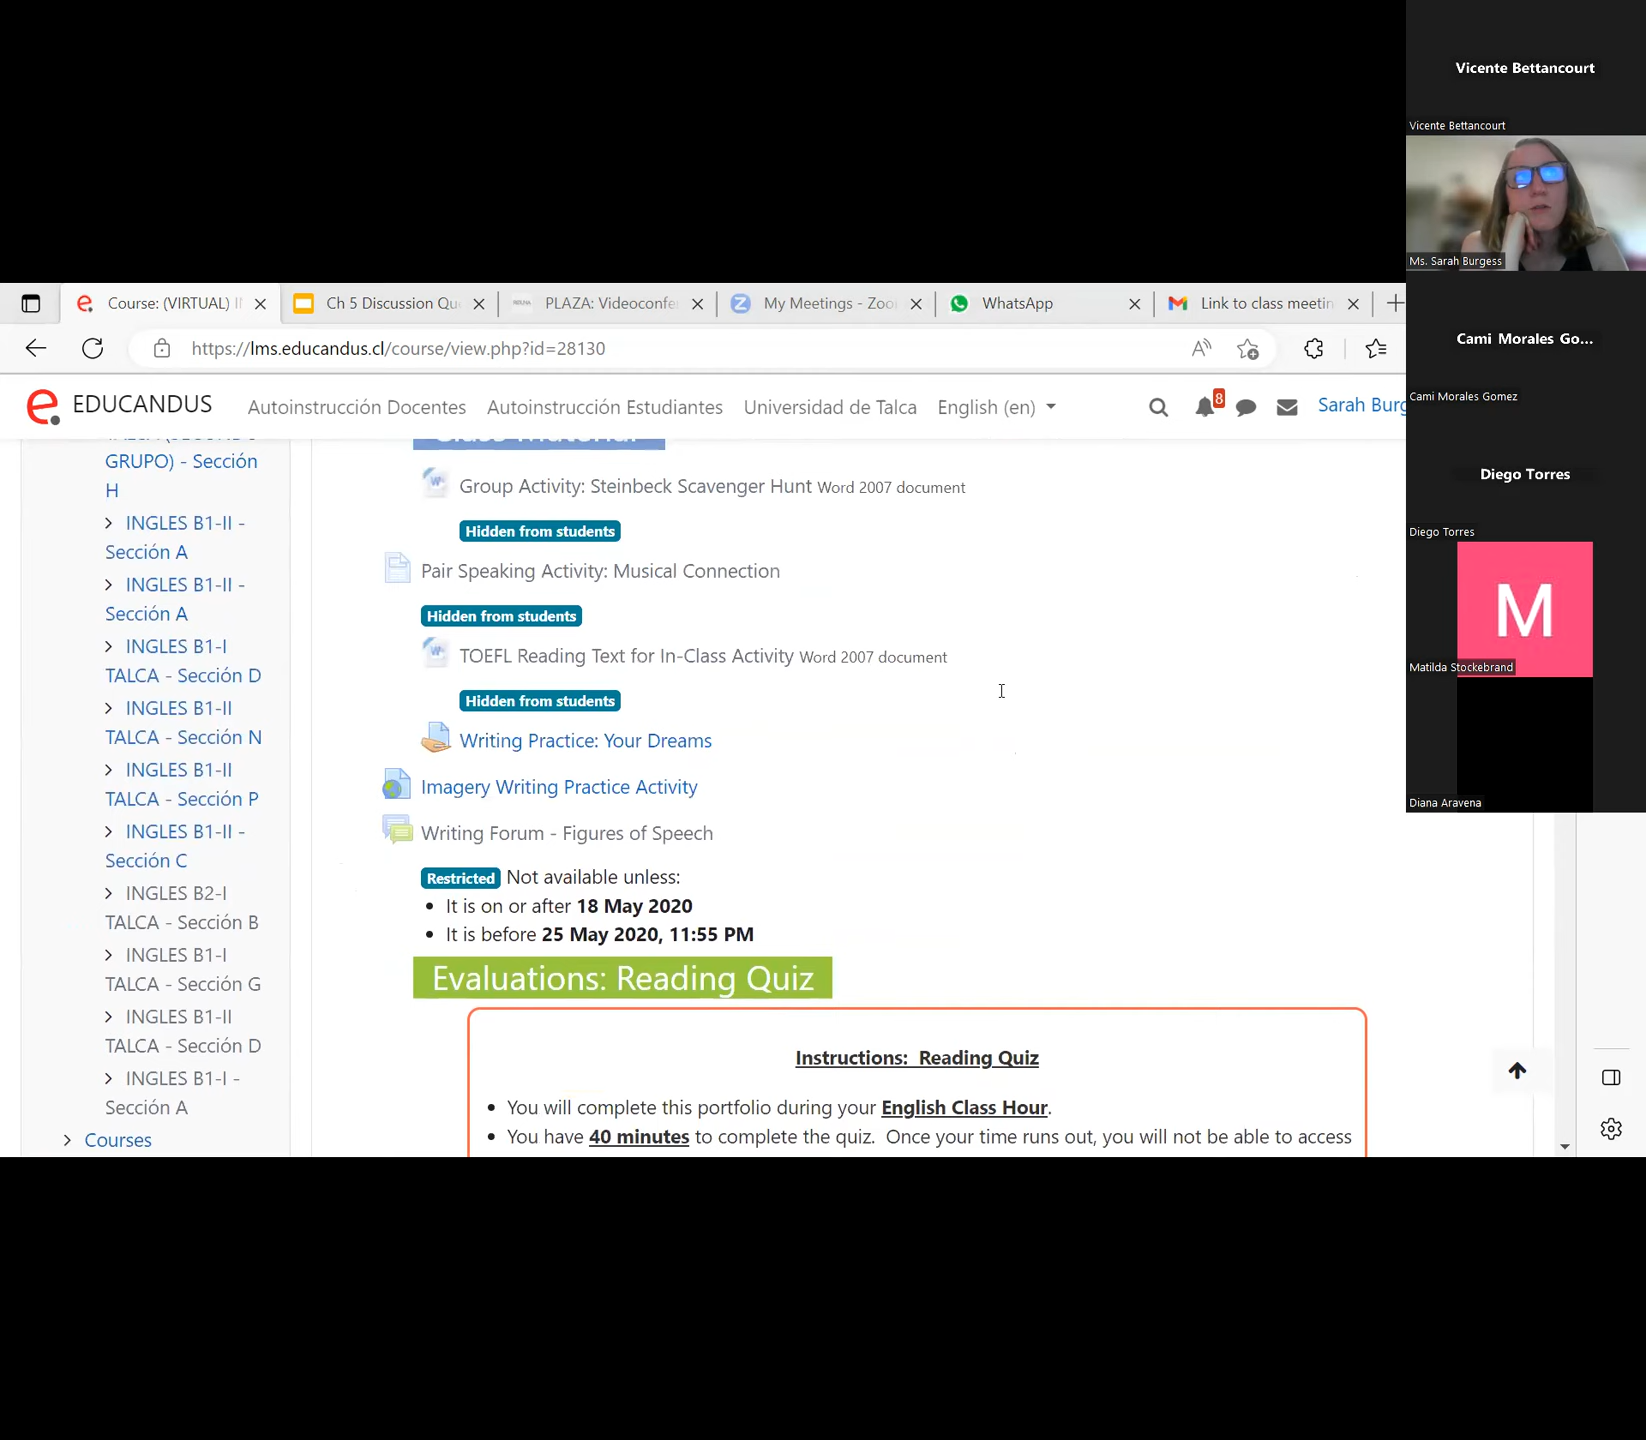 Vicente Bettancourt
Vicente Bettancourt
Ms. Sarah Burgess
Cami Morales Go...
Cami Morales Gomez
Diego Torres
Diego Torres
M
Matilda Stockebrand
Diana Aravena
Course: (VIRTUAL)
Ch 5 Discussion Qu
PLAZA: Videoconfe
My Meetings - Zoo
WhatsApp
Link to class meetin
https://lms.educandus.cl/course/view.php?id=28130
e. EDUCANDUS
Autoinstrucción Docentes
Autoinstrucción Estudiantes
Universidad de Talca
English (en)
8
Sarah Burg
TALCA (SEGUNDO
GRUPO) - Sección
H
INGLES B1-II -
Sección A
INGLES B1-II -
Sección A
INGLES B1-I
TALCA - Sección D
INGLES B1-II
TALCA - Sección N
INGLES B1-II
TALCA - Sección P
INGLES B1-II -
Sección C
INGLES B2-I
TALCA - Sección B
INGLES B1-I
TALCA - Sección G
INGLES B1-II
TALCA - Sección D
INGLES B1-I -
Sección A
Courses
Class Material
Group Activity: Steinbeck Scavenger Hunt Word 2007 document
Hidden from students
Pair Speaking Activity: Musical Connection
Hidden from students
TOEFL Reading Text for In-Class Activity Word 2007 document
Hidden from students
Writing Practice: Your Dreams
Imagery Writing Practice Activity
Writing Forum - Figures of Speech
Restricted Not available unless:
• It is on or after 18 May 2020
• It is before 25 May 2020, 11:55 PM
Evaluations: Reading Quiz
Instructions: Reading Quiz
• You will complete this portfolio during your English Class Hour.
• You have 40 minutes to complete the quiz. Once your time runs out, you will not be able to access